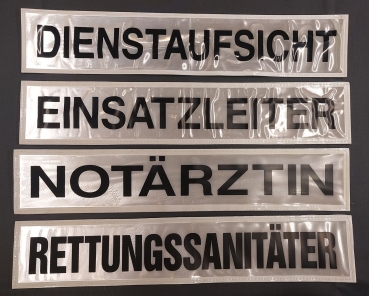 DIENSTAUFSICHT
EINSATZLEITER
NOTÄRZTIN
RETTUNGSSANITÄTER